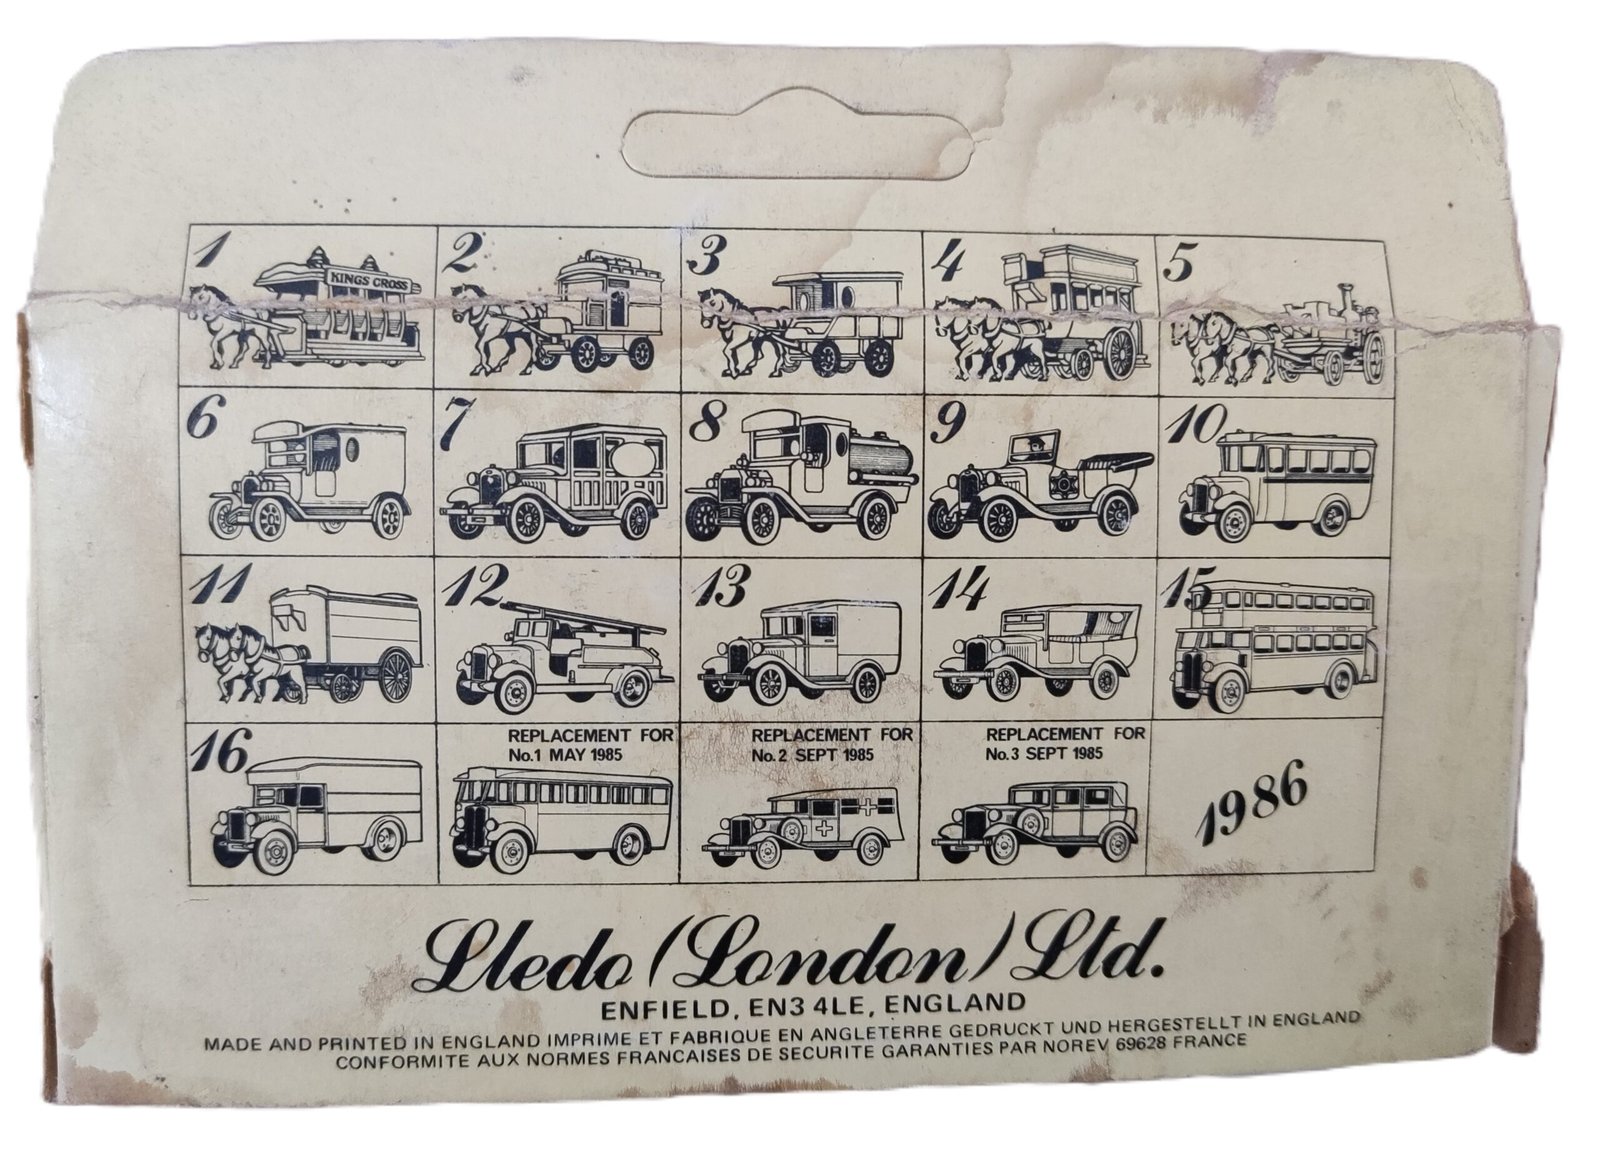 1 2 3 4 5
KINGS CROSS
6 7 8 9 10
11 12 13 14 15
16
REPLACEMENT FOR
No.1 MAY 1985
REPLACEMENT FOR
No.2 SEPT 1985
REPLACEMENT FOR
No.3 SEPT 1985
1986
Lledo (London) Ltd.
ENFIELD, EN3 4LE, ENGLAND
MADE AND PRINTED IN ENGLAND IMPRIME ET FABRIQUE EN ANGLETERRE GEDRUCKT UND HERGESTELLT IN ENGLAND
CONFORMITE AUX NORMES FRANCAISES DE SECURITE GARANTIES PAR NOREV 69628 FRANCE